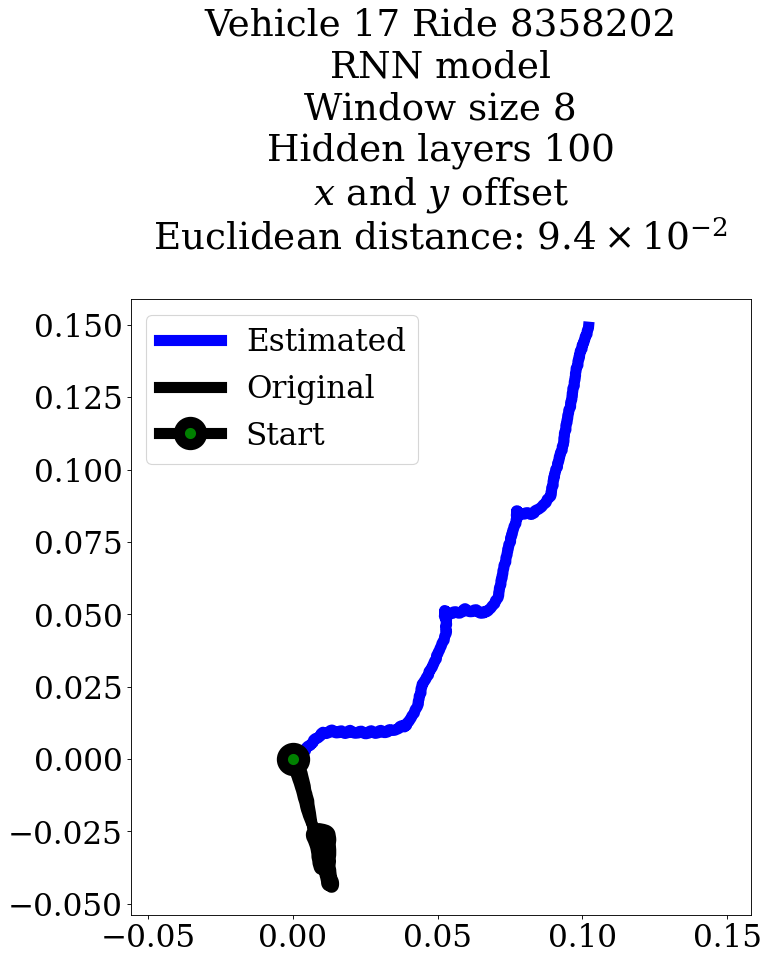 Vehicle 17 Ride 8358202
RNN model
Window size 8
Hidden layers 100
x and y offset
Euclidean distance: 9.4 × 10⁻²
Estimated
Original
Start
0.150
0.125
0.100
0.075
0.050
0.025
0.000
−0.025
−0.050
−0.05 0.00 0.05 0.10 0.15